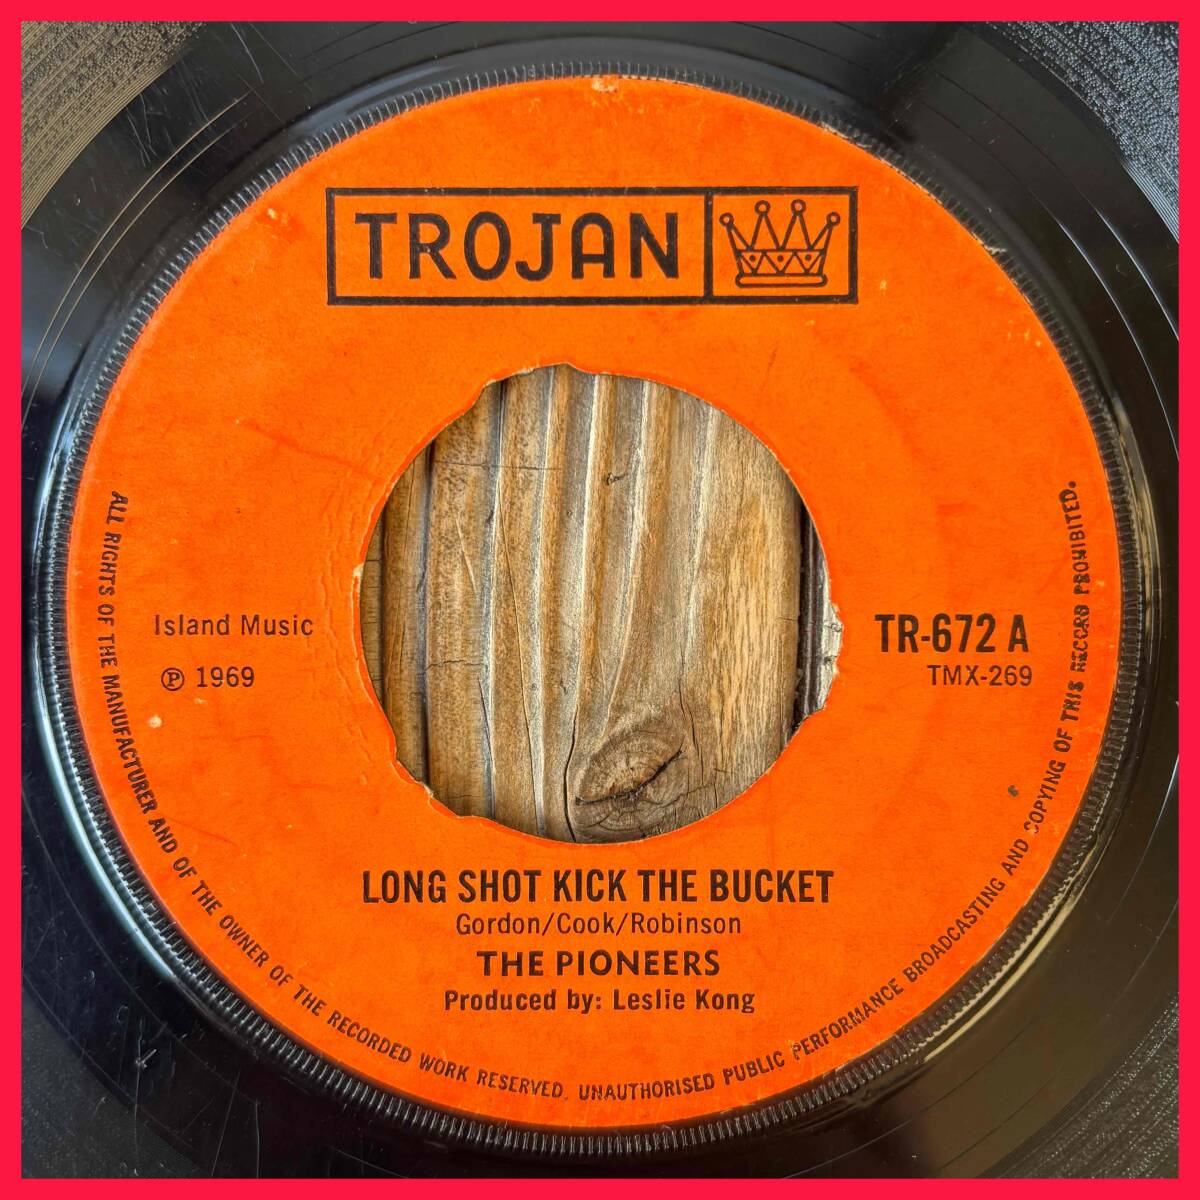 TROJAN
Island Music
℗ 1969
TR-672 A
TMX-269
LONG SHOT KICK THE BUCKET
Gordon/Cook/Robinson
THE PIONEERS
Produced by: Leslie Kong
ALL RIGHTS OF THE MANUFACTURER AND OF THE OWNER OF THE RECORDED WORK RESERVED. UNAUTHORISED PUBLIC PERFORMANCE BROADCASTING AND COPYING OF THIS RECORD PROHIBITED.